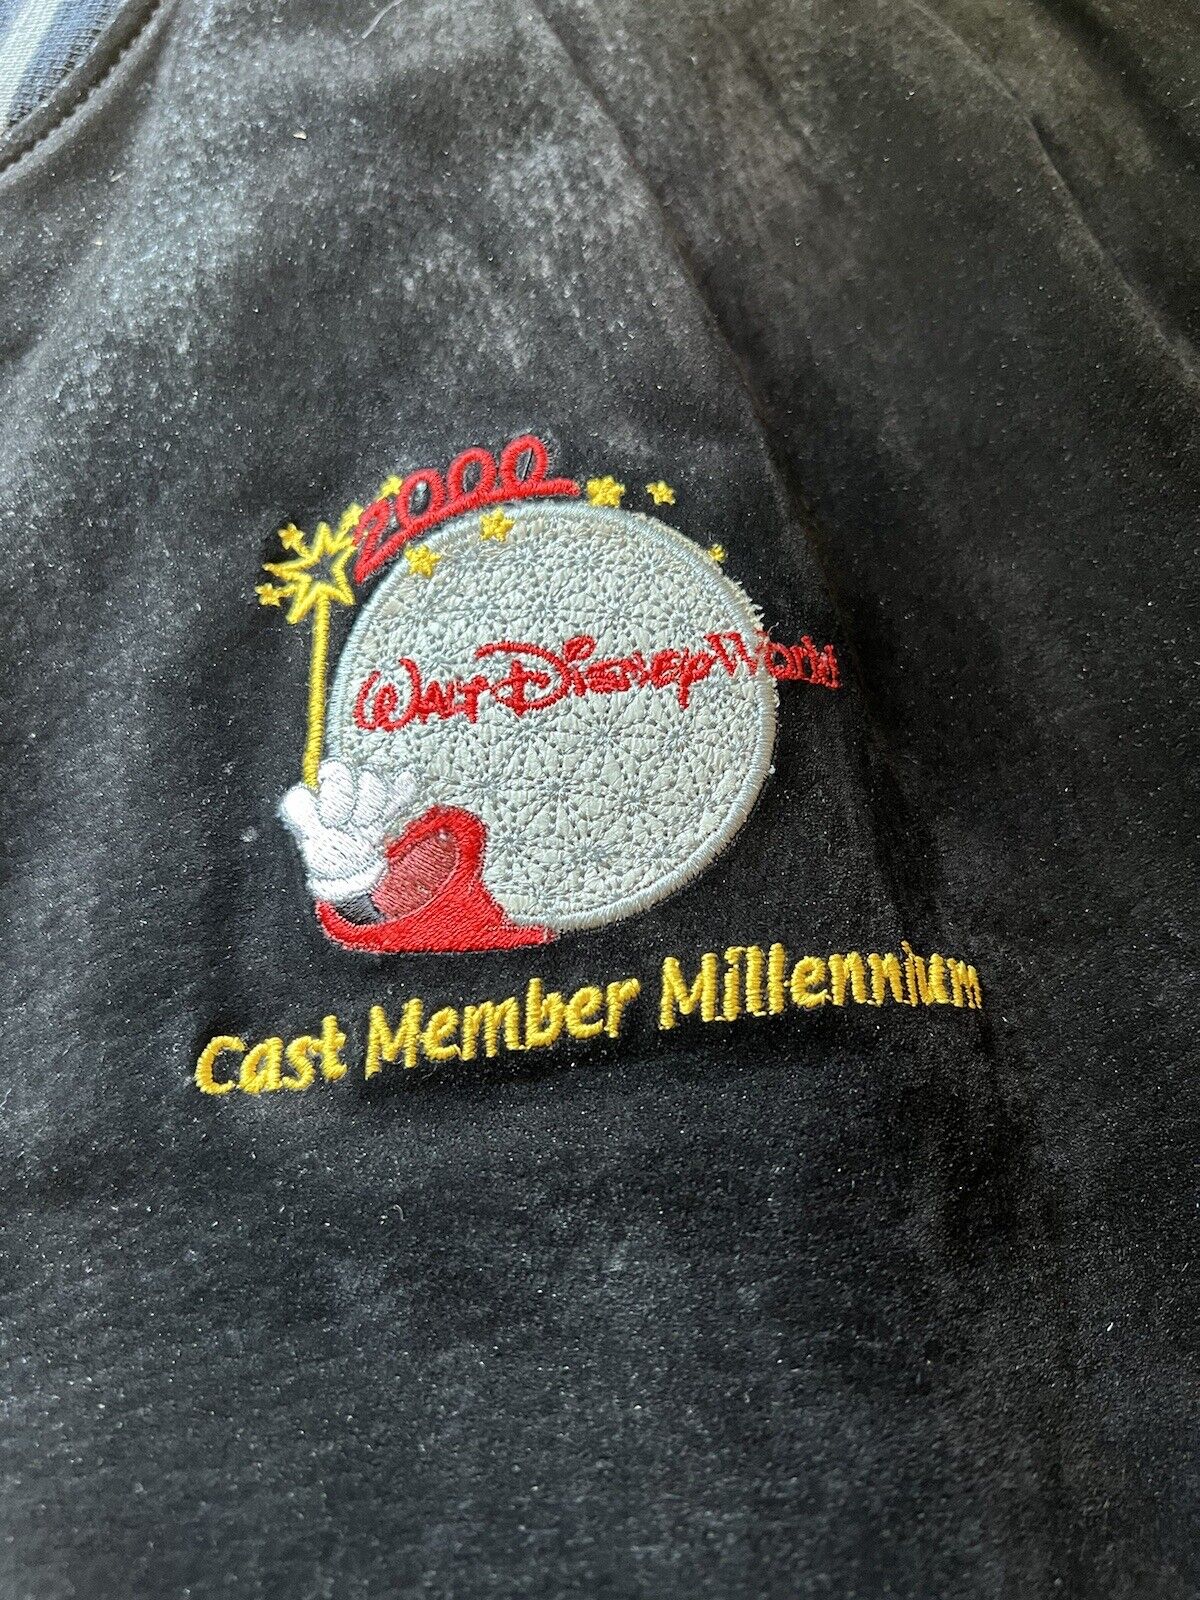 2000
Walt Disney World
Cast Member Millennium